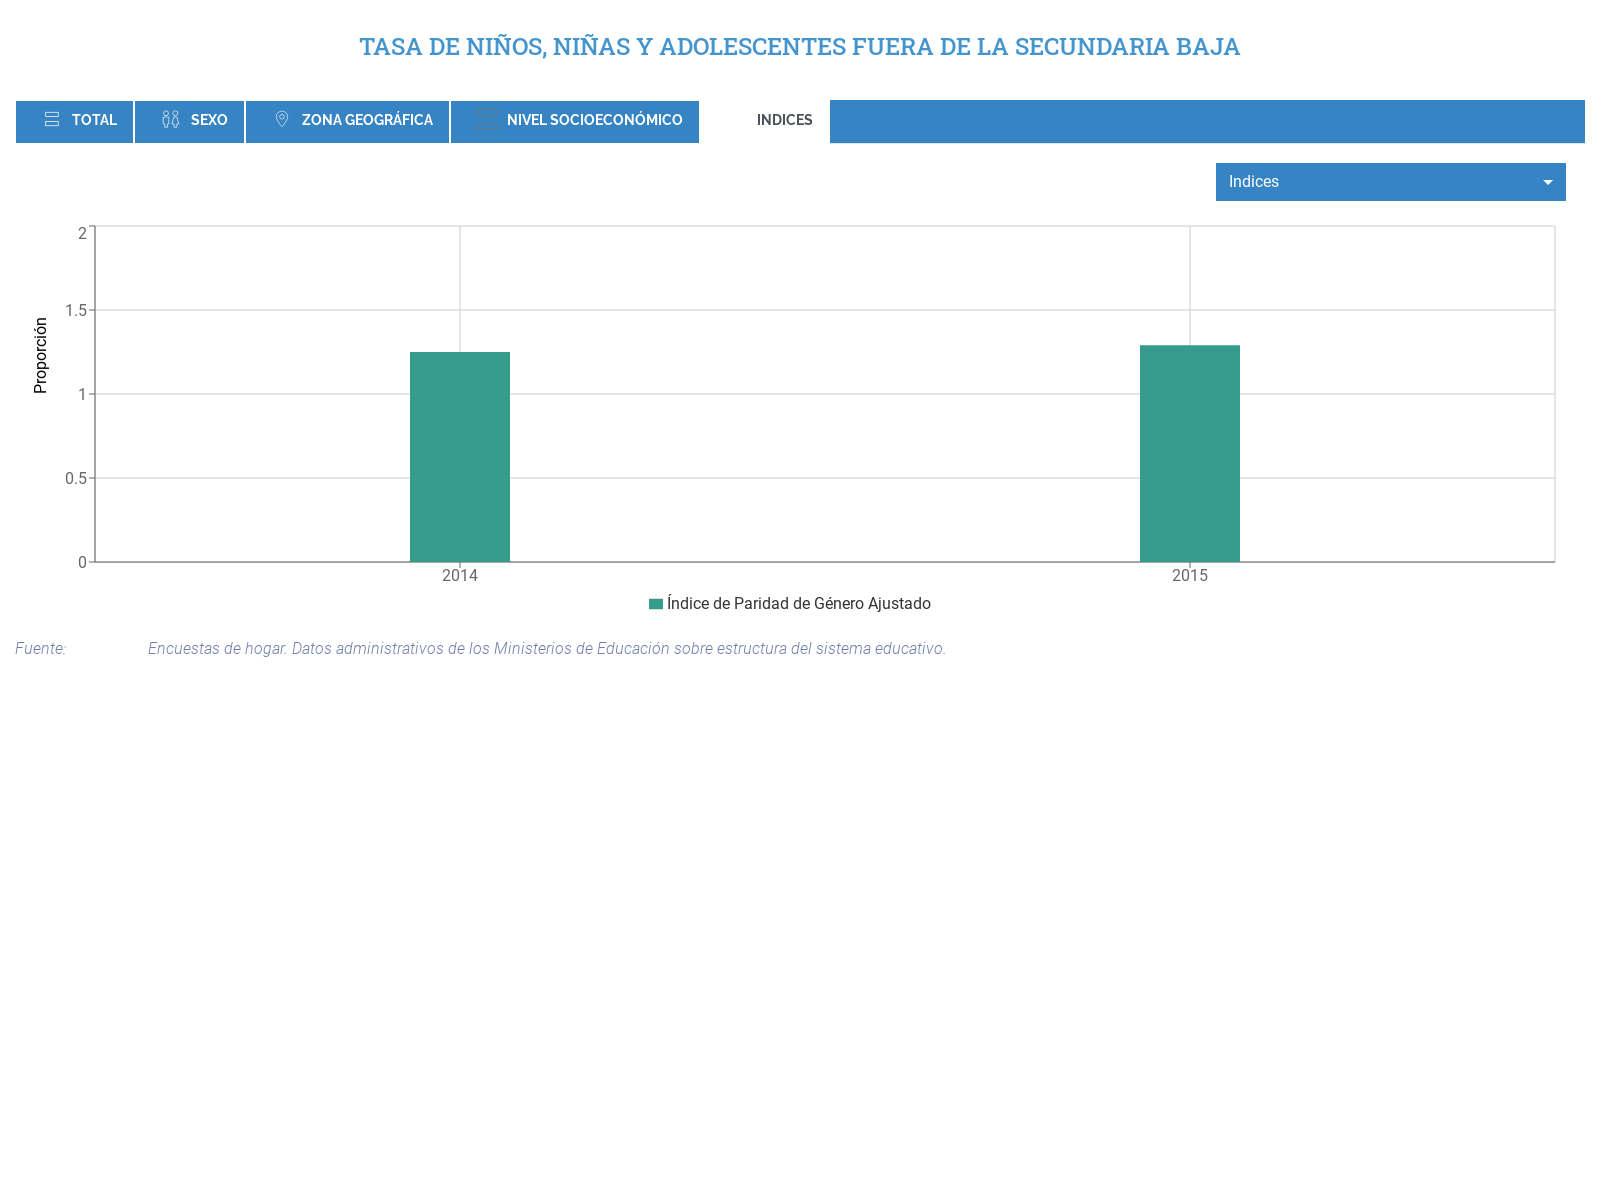 TASA DE NIÑOS, NIÑAS Y ADOLESCENTES FUERA DE LA SECUNDARIA BAJA
TOTAL
SEXO
ZONA GEOGRÁFICA
NIVEL SOCIOECONÓMICO
INDICES
Indices
2
1.5
1
0.5
0
Proporción
2014
2015
Índice de Paridad de Género Ajustado
Fuente: Encuestas de hogar. Datos administrativos de los Ministerios de Educación sobre estructura del sistema educativo.